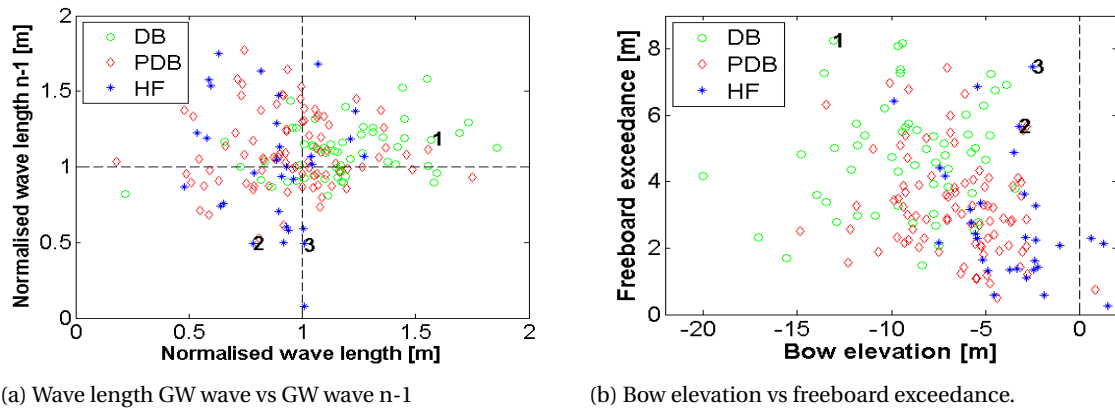 Normalised wave length n-1 [m]
2
1.5
1
0.5
0
0
0.5
1
1.5
2
Normalised wave length [m]
DB
PDB
HF
1
2
3
(a) Wave length GW wave vs GW wave n-1
Freeboard exceedance [m]
8
6
4
2
0
-20
-15
-10
-5
0
Bow elevation [m]
DB
PDB
HF
1
3
2
(b) Bow elevation vs freeboard exceedance.